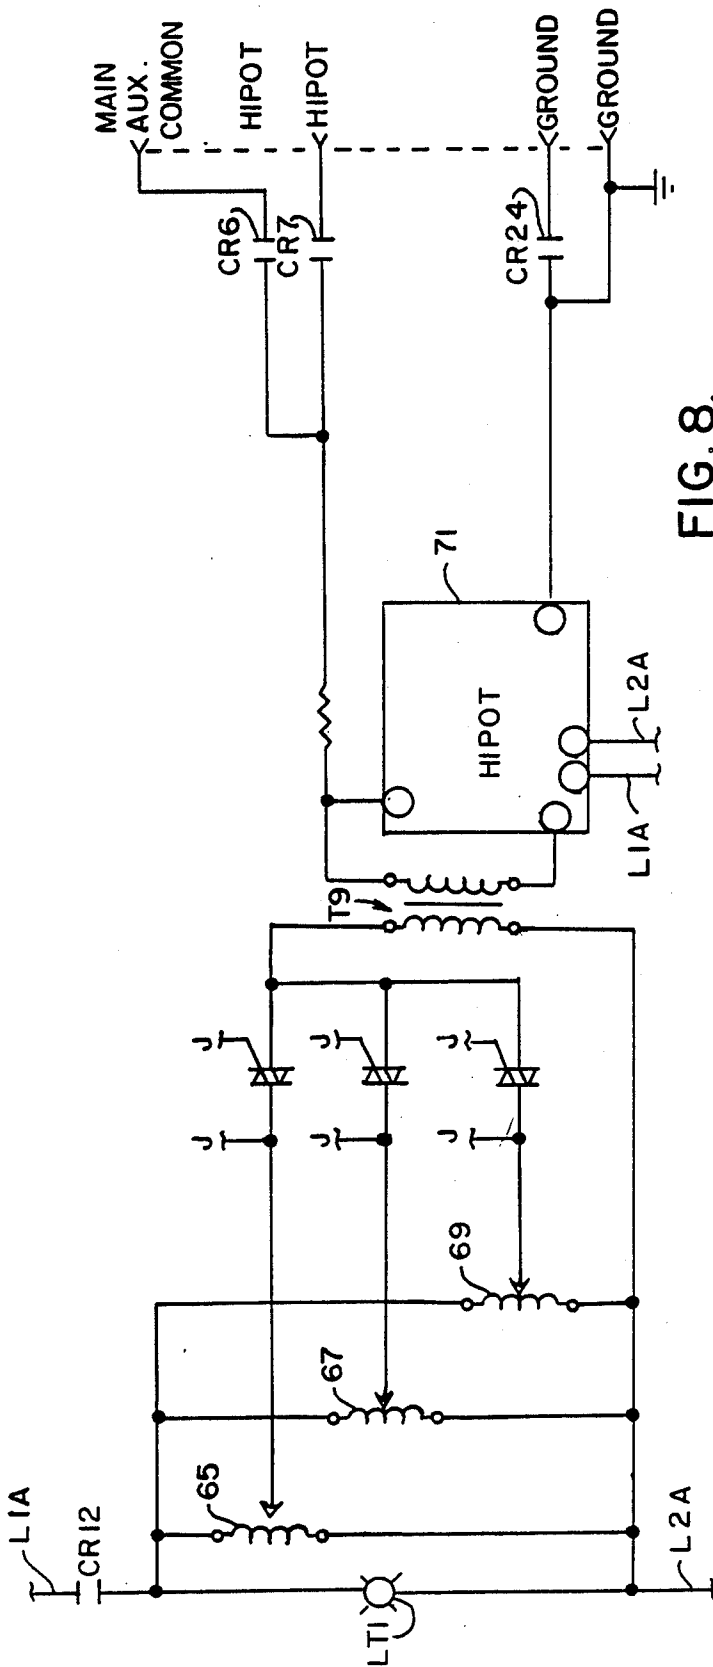 L1A
CR12
LT1
L2A
65
67
69
J
J
J
J
J
J
T9
HIPOT
71
L1A
L2A
CR6
CR7
CR24
MAIN
AUX.
COMMON
HIPOT
HIPOT
GROUND
GROUND
FIG. 8.